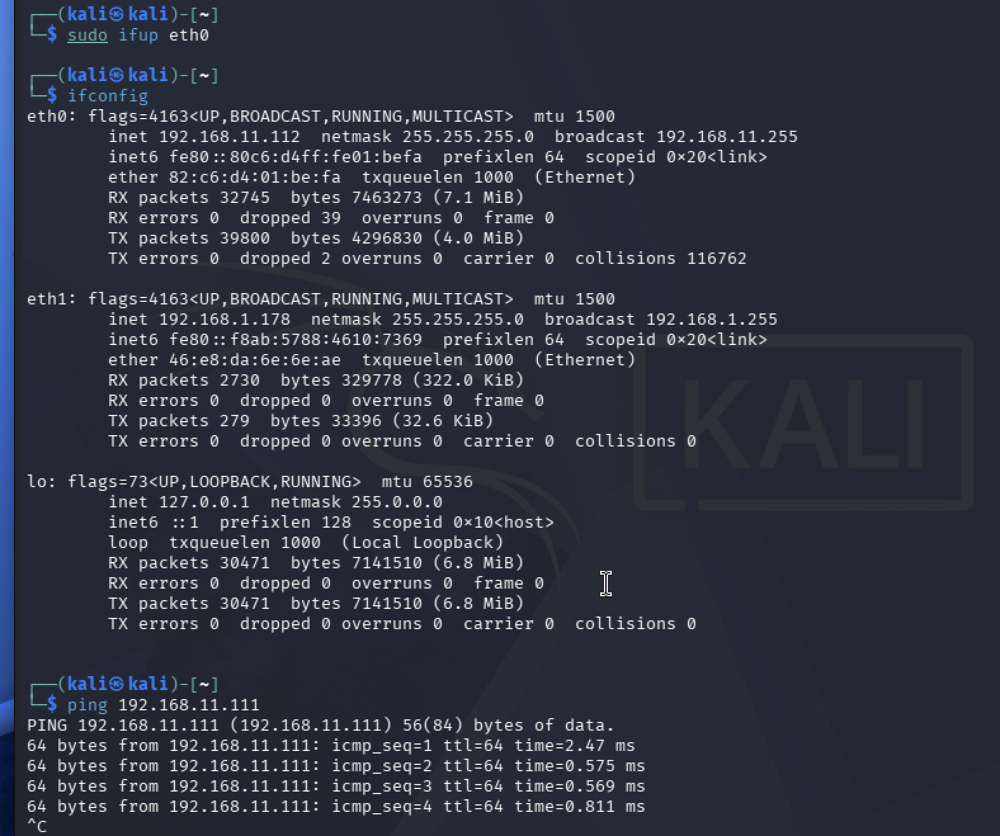 ┌──(kali㉿kali)-[~]
└─$ sudo ifup eth0
┌──(kali㉿kali)-[~]
└─$ ifconfig
eth0: flags=4163<UP,BROADCAST,RUNNING,MULTICAST>  mtu 1500
        inet 192.168.11.112  netmask 255.255.255.0  broadcast 192.168.11.255
        inet6 fe80::80c6:d4ff:fe01:befa  prefixlen 64  scopeid 0×20<link>
        ether 82:c6:d4:01:be:fa  txqueuelen 1000  (Ethernet)
        RX packets 32745  bytes 7463273 (7.1 MiB)
        RX errors 0  dropped 39  overruns 0  frame 0
        TX packets 39800  bytes 4296830 (4.0 MiB)
        TX errors 0  dropped 2 overruns 0  carrier 0  collisions 116762
eth1: flags=4163<UP,BROADCAST,RUNNING,MULTICAST>  mtu 1500
        inet 192.168.1.178  netmask 255.255.255.0  broadcast 192.168.1.255
        inet6 fe80::f8ab:5788:4610:7369  prefixlen 64  scopeid 0×20<link>
        ether 46:e8:da:6e:6e:ae  txqueuelen 1000  (Ethernet)
        RX packets 2730  bytes 329778 (322.0 KiB)
        RX errors 0  dropped 0  overruns 0  frame 0
        TX packets 279  bytes 33396 (32.6 KiB)
        TX errors 0  dropped 0 overruns 0  carrier 0  collisions 0
KALI
lo: flags=73<UP,LOOPBACK,RUNNING>  mtu 65536
        inet 127.0.0.1  netmask 255.0.0.0
        inet6 ::1  prefixlen 128  scopeid 0×10<host>
        loop  txqueuelen 1000  (Local Loopback)
        RX packets 30471  bytes 7141510 (6.8 MiB)
        RX errors 0  dropped 0  overruns 0  frame 0
        TX packets 30471  bytes 7141510 (6.8 MiB)
        TX errors 0  dropped 0 overruns 0  carrier 0  collisions 0
┌──(kali㉿kali)-[~]
└─$ ping 192.168.11.111
PING 192.168.11.111 (192.168.11.111) 56(84) bytes of data.
64 bytes from 192.168.11.111: icmp_seq=1 ttl=64 time=2.47 ms
64 bytes from 192.168.11.111: icmp_seq=2 ttl=64 time=0.575 ms
64 bytes from 192.168.11.111: icmp_seq=3 ttl=64 time=0.569 ms
64 bytes from 192.168.11.111: icmp_seq=4 ttl=64 time=0.811 ms
^C